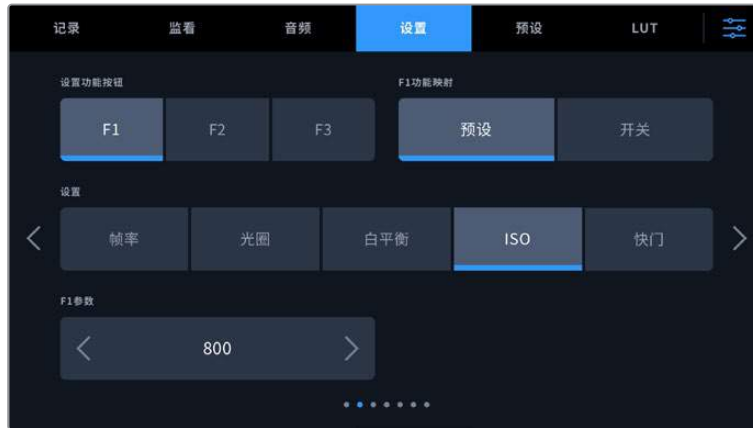 记录 监看 音频 设置 预设 LUT
设置功能按钮 F1功能映射
F1 F2 F3 预设 开关
设置
帧率 光圈 白平衡 ISO 快门
F1参数
800